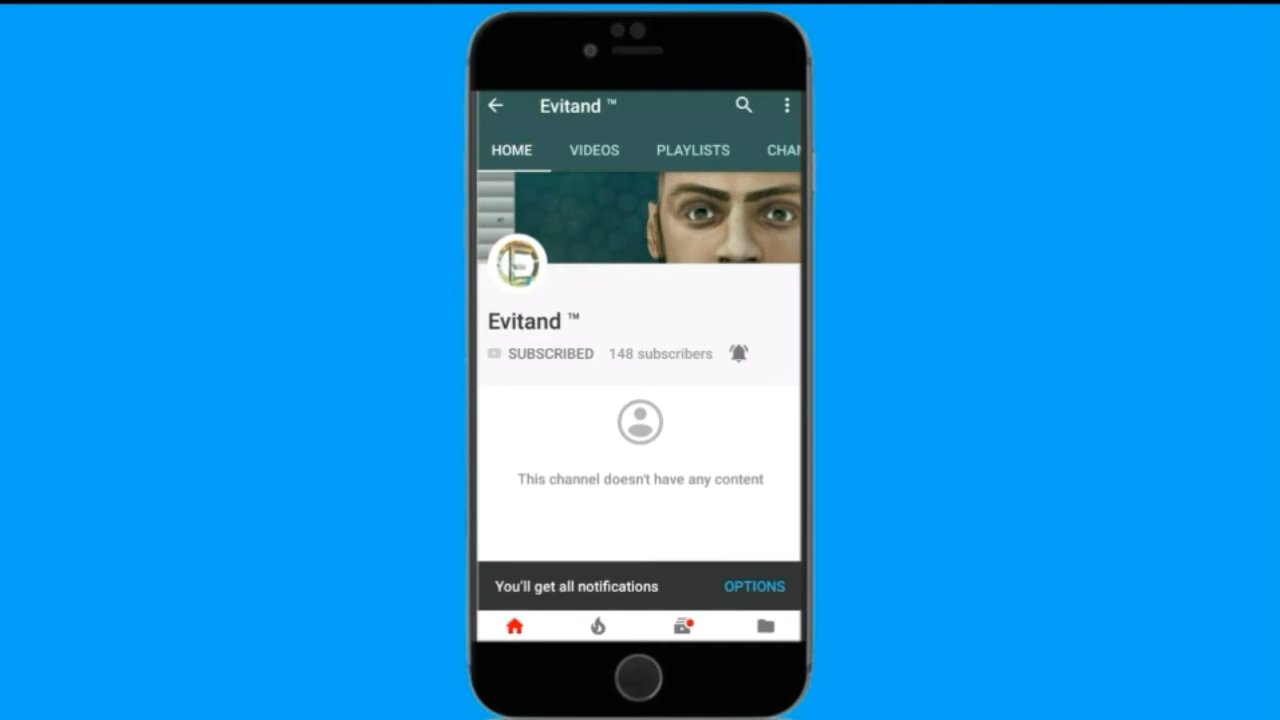 Evitand ™
HOME VIDEOS PLAYLISTS CHAN
Evitand ™
SUBSCRIBED 148 subscribers
This channel doesn't have any content
You'll get all notifications OPTIONS